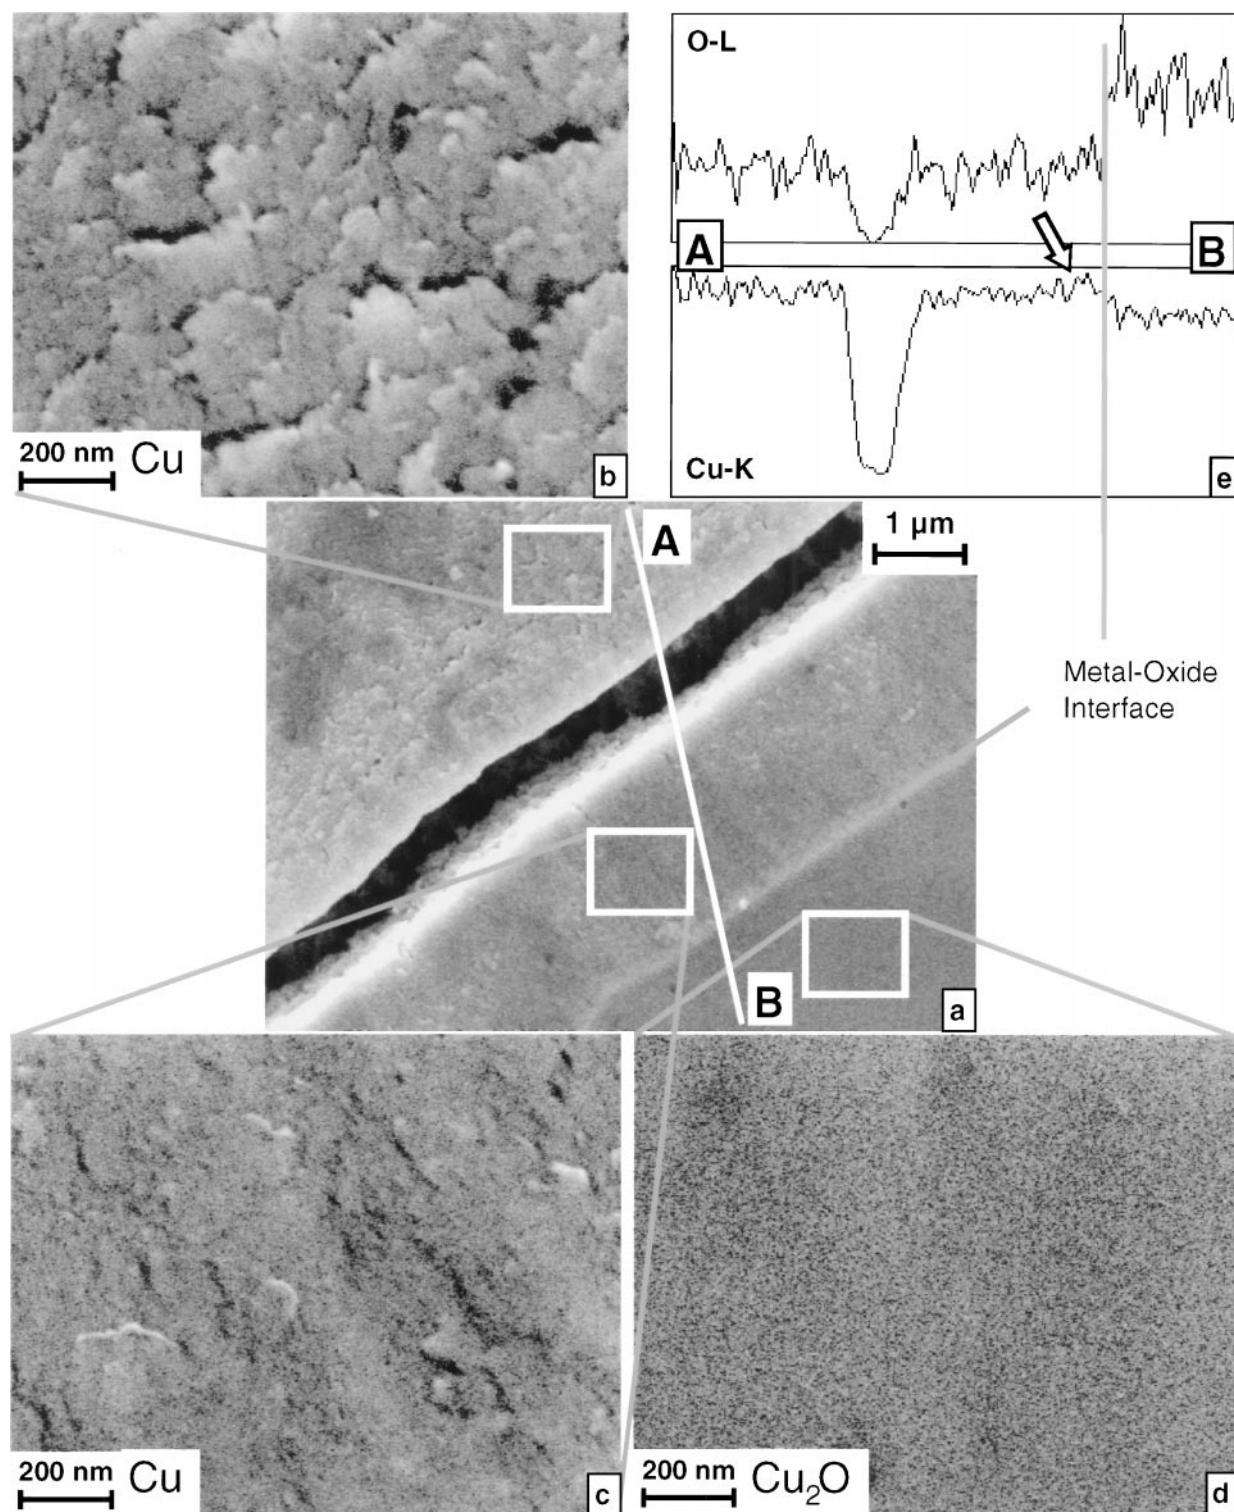 O-L
A
B
Cu-K
e
200 nm
Cu
b
A
1 µm
Metal-Oxide
Interface
B
a
200 nm
Cu
c
200 nm
Cu₂O
d